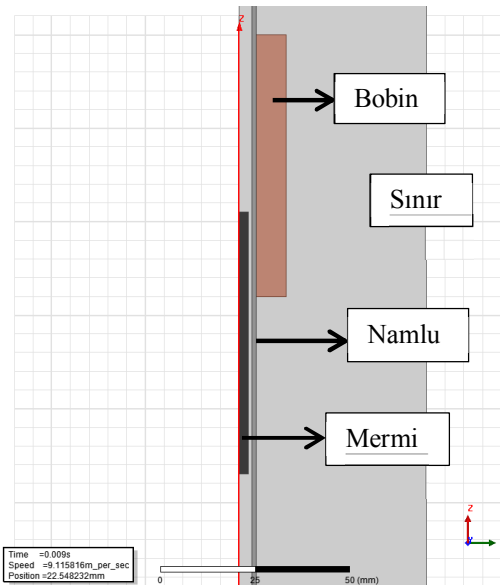 z
Bobin
Sınır
Namlu
Mermi
z
Time =0.009s
Speed =9.115816m_per_sec
Position =22.548232mm
0 25 50 (mm)